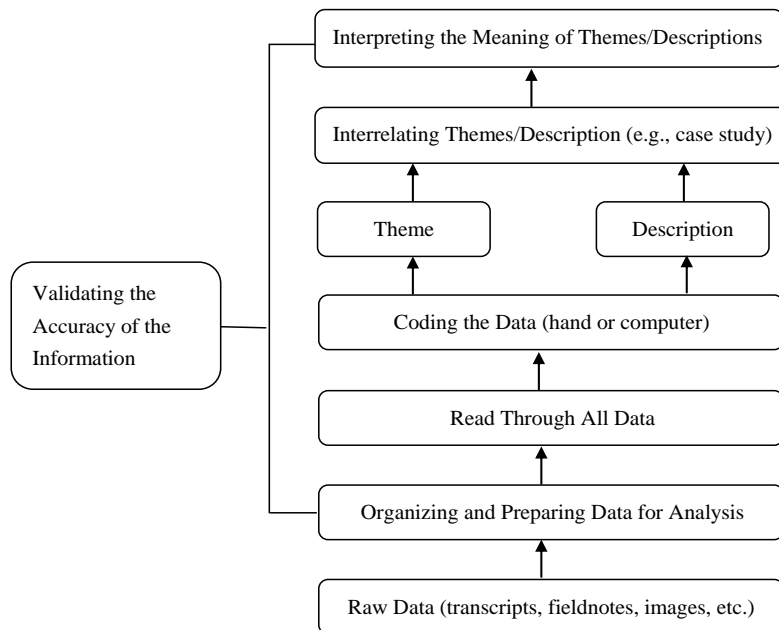 Interpreting the Meaning of Themes/Descriptions
Interrelating Themes/Description (e.g., case study)
Theme
Description
Validating the
Accuracy of the
Information
Coding the Data (hand or computer)
Read Through All Data
Organizing and Preparing Data for Analysis
Raw Data (transcripts, fieldnotes, images, etc.)